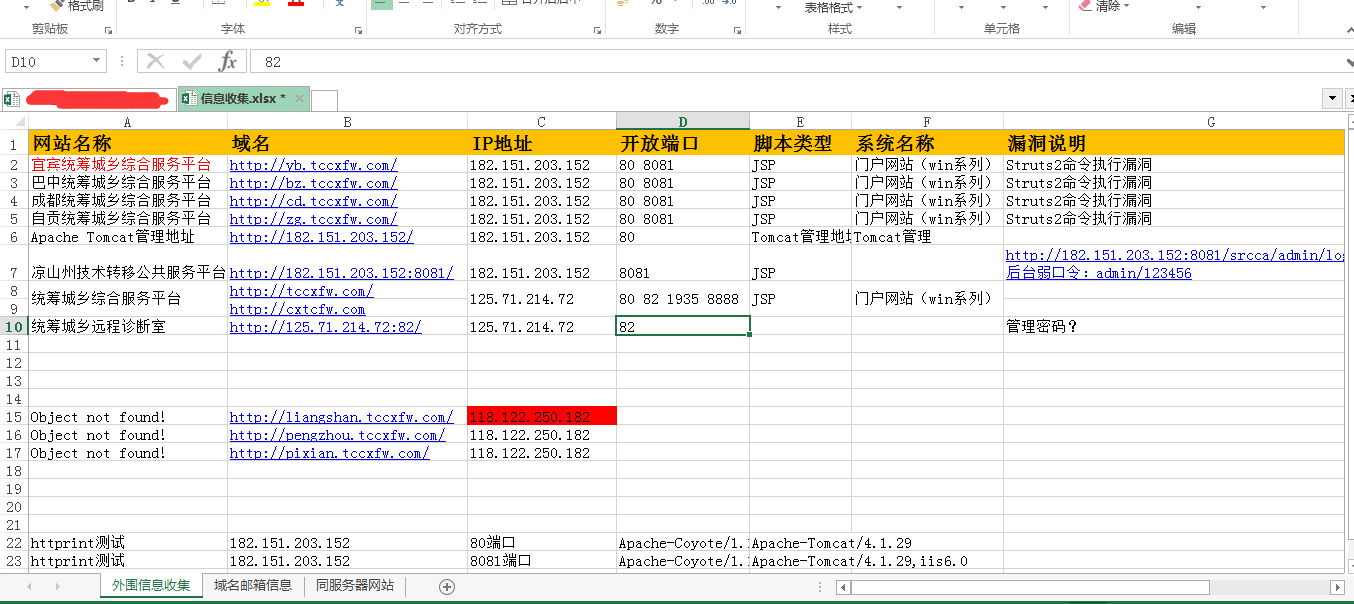 格式刷
表格格式
清除
剪贴板 字体 对齐方式 数字 样式 单元格 编辑
D10 fx 82
信息收集.xlsx *
A B C D E F G
1 网站名称 域名 IP地址 开放端口 脚本类型 系统名称 漏洞说明
2 宜宾统筹城乡综合服务平台 http://yb.tccxfw.com/ 182.151.203.152 80 8081 JSP 门户网站（win系列） Struts2命令执行漏洞
3 巴中统筹城乡综合服务平台 http://bz.tccxfw.com/ 182.151.203.152 80 8081 JSP 门户网站（win系列） Struts2命令执行漏洞
4 成都统筹城乡综合服务平台 http://cd.tccxfw.com/ 182.151.203.152 80 8081 JSP 门户网站（win系列） Struts2命令执行漏洞
5 自贡统筹城乡综合服务平台 http://zg.tccxfw.com/ 182.151.203.152 80 8081 JSP 门户网站（win系列） Struts2命令执行漏洞
6 Apache Tomcat管理地址 http://182.151.203.152/ 182.151.203.152 80 Tomcat管理地 Tomcat管理
http://182.151.203.152:8081/srcca/admin/lo
7 凉山州技术转移公共服务平台 http://182.151.203.152:8081/ 182.151.203.152 8081 JSP 后台弱口令：admin/123456
8 http://tccxfw.com/
统筹城乡综合服务平台 125.71.214.72 80 82 1935 8888 JSP 门户网站（win系列）
9 http://cxtcfw.com
10 统筹城乡远程诊断室 http://125.71.214.72:82/ 125.71.214.72 82 管理密码？
11
12
13
14
15 Object not found! http://liangshan.tccxfw.com/ 118.122.250.182
16 Object not found! http://pengzhou.tccxfw.com/ 118.122.250.182
17 Object not found! http://pixian.tccxfw.com/ 118.122.250.182
18
19
20
21
22 httprint测试 182.151.203.152 80端口 Apache-Coyote/1. Apache-Tomcat/4.1.29
23 httprint测试 182.151.203.152 8081端口 Apache-Coyote/1. Apache-Tomcat/4.1.29,iis6.0
外围信息收集 域名邮箱信息 同服务器网站